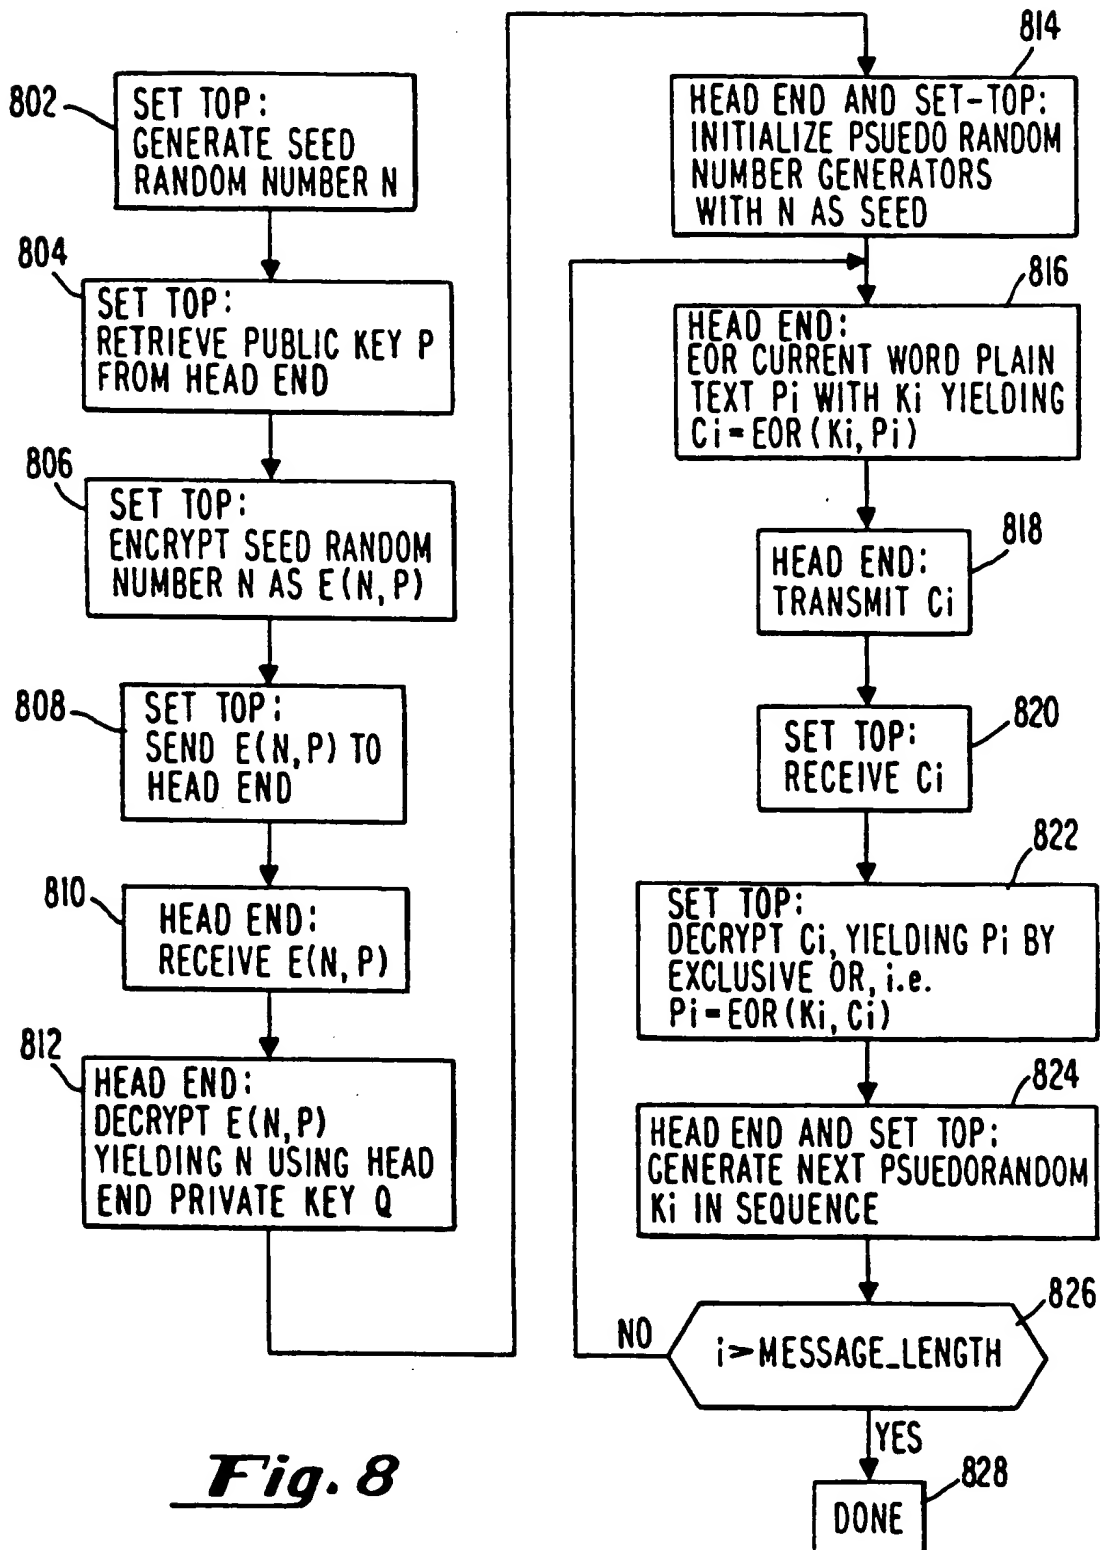 802
SET TOP:
GENERATE SEED
RANDOM NUMBER N
804
SET TOP:
RETRIEVE PUBLIC KEY P
FROM HEAD END
806
SET TOP:
ENCRYPT SEED RANDOM
NUMBER N AS E(N,P)
808
SET TOP:
SEND E(N,P) TO
HEAD END
810
HEAD END:
RECEIVE E(N,P)
812
HEAD END:
DECRYPT E(N,P)
YIELDING N USING HEAD
END PRIVATE KEY Q
814
HEAD END AND SET-TOP:
INITIALIZE PSUEDO RANDOM
NUMBER GENERATORS
WITH N AS SEED
816
HEAD END:
EOR CURRENT WORD PLAIN
TEXT Pi WITH Ki YIELDING
Ci=EOR(Ki,Pi)
818
HEAD END:
TRANSMIT Ci
820
SET TOP:
RECEIVE Ci
822
SET TOP:
DECRYPT Ci, YIELDING Pi BY
EXCLUSIVE OR, i.e.
Pi=EOR(Ki,Ci)
824
HEAD END AND SET TOP:
GENERATE NEXT PSUEDORANDOM
Ki IN SEQUENCE
826
i>MESSAGE_LENGTH
NO
YES
828
DONE
Fig. 8